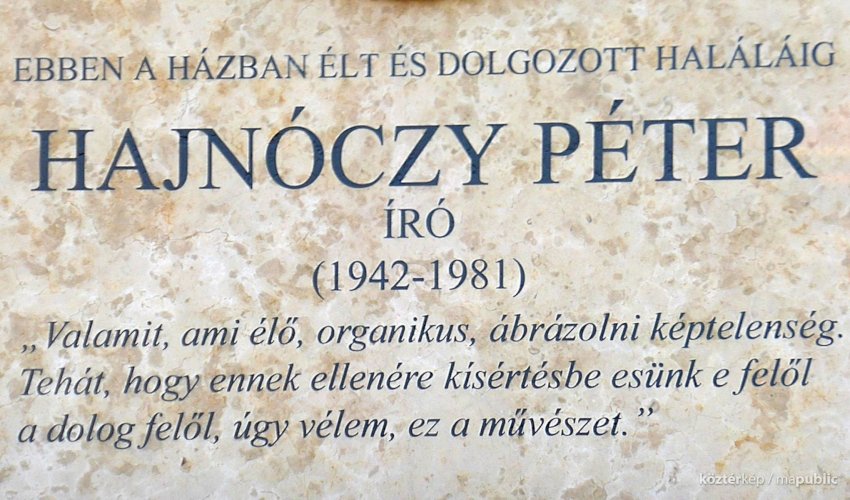 EBBEN A HÁZBAN ÉLT ÉS DOLGOZOTT HALÁLÁIG
HAJNÓCZY PÉTER
ÍRÓ
(1942-1981)
„Valamit, ami élő, organikus, ábrázolni képtelenség.
Tehát, hogy ennek ellenére kísértésbe esünk e felől
a dolog felől, úgy vélem, ez a művészet.”
köztérkép / mapublic